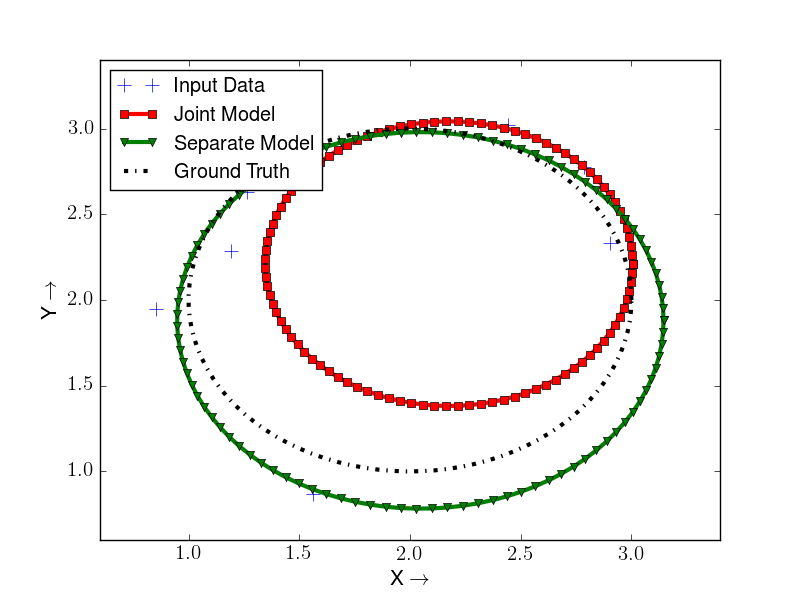 Input Data
Joint Model
Separate Model
Ground Truth
3.0
2.5
2.0
1.5
1.0
Y→
1.0 1.5 2.0 2.5 3.0
X→